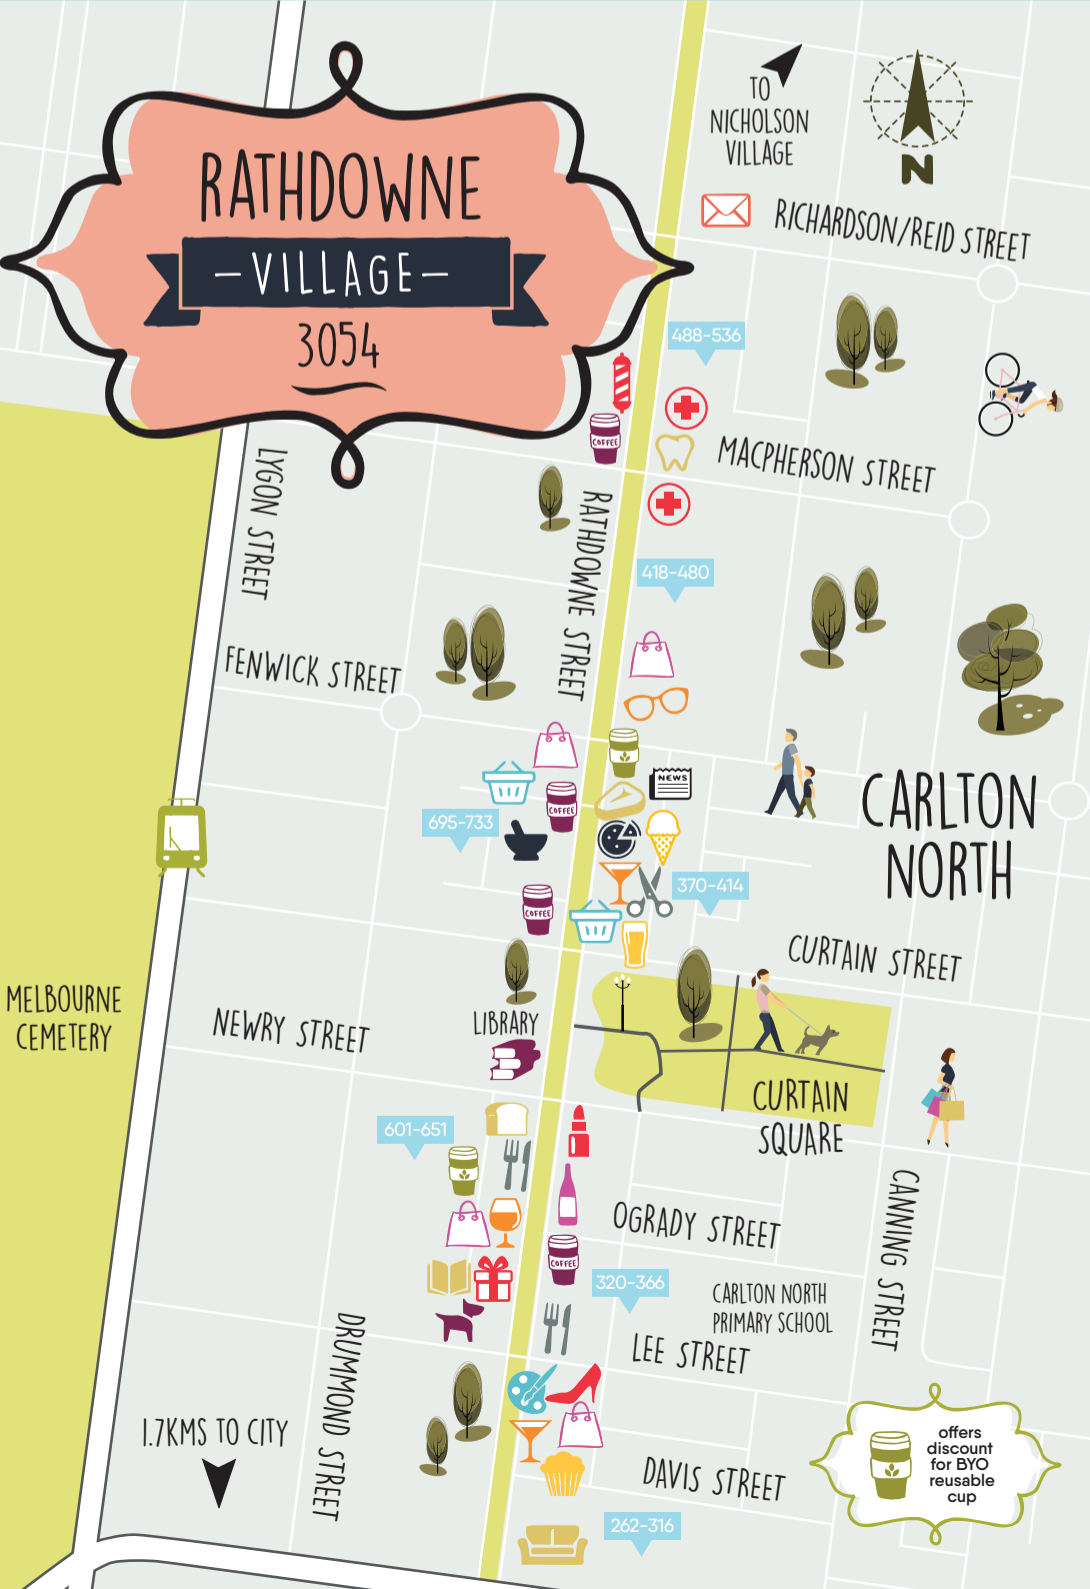 TO
NICHOLSON
VILLAGE
N
RATHDOWNE
-VILLAGE-
3054
RICHARDSON/REID STREET
488-536
COFFEE
MACPHERSON STREET
LYGON STREET
RATHDOWNE STREET
418-480
FENWICK STREET
NEWS
COFFEE
695-733
CARLTON
NORTH
370-414
COFFEE
CURTAIN STREET
MELBOURNE
CEMETERY
NEWRY STREET
LIBRARY
CURTAIN
SQUARE
601-651
CANNING STREET
OGRADY STREET
COFFEE
320-366
CARLTON NORTH
PRIMARY SCHOOL
LEE STREET
DRUMMOND STREET
1.7KMS TO CITY
DAVIS STREET
offers
discount
for BYO
reusable
cup
262-316